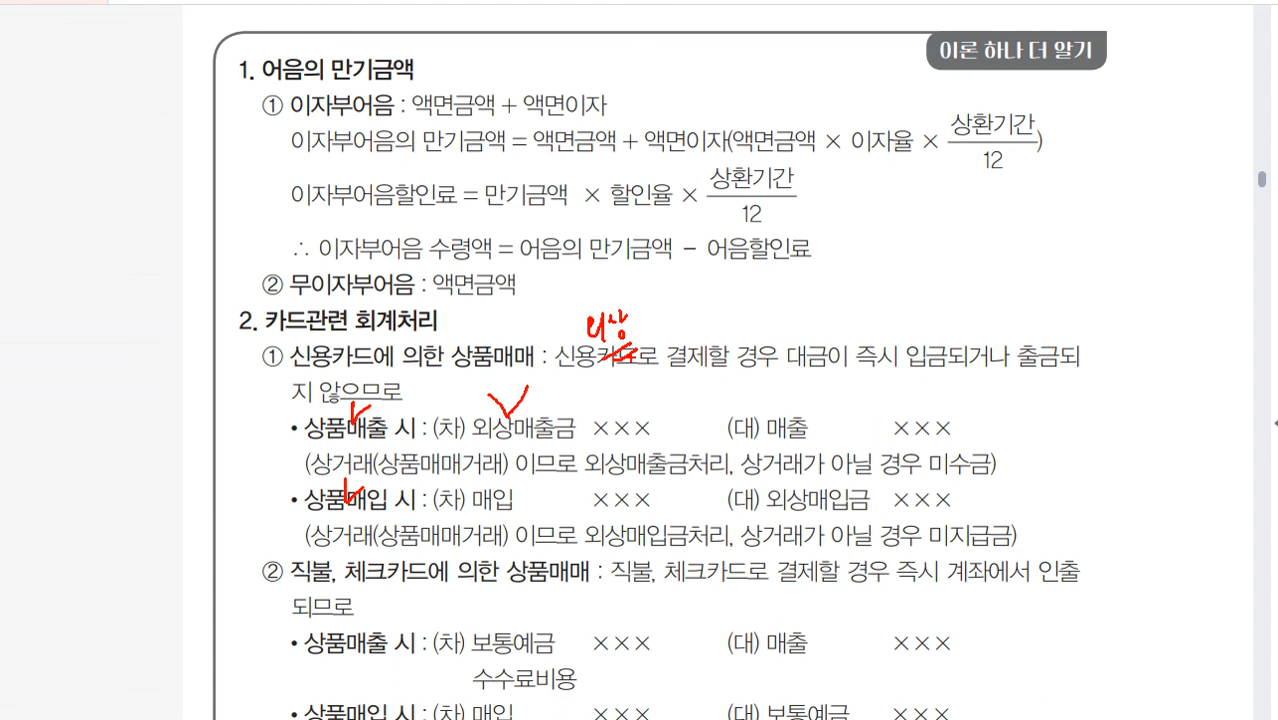 이론 하나 더 알기
1. 어음의 만기금액
① 이자부어음 : 액면금액 + 액면이자
이자부어음의 만기금액 = 액면금액 + 액면이자(액면금액 × 이자율 × 상환기간/12)
이자부어음할인료 = 만기금액 × 할인율 × 상환기간/12
∴ 이자부어음 수령액 = 어음의 만기금액 - 어음할인료
② 무이자부어음 : 액면금액
2. 카드관련 회계처리
외상
① 신용카드에 의한 상품매매 : 신용카드로 결제할 경우 대금이 즉시 입금되거나 출금되
지 않으므로
• 상품매출 시 : (차) 외상매출금 ××× (대) 매출 ×××
(상거래(상품매매거래) 이므로 외상매출금처리, 상거래가 아닐 경우 미수금)
• 상품매입 시 : (차) 매입 ××× (대) 외상매입금 ×××
(상거래(상품매매거래) 이므로 외상매입금처리, 상거래가 아닐 경우 미지급금)
② 직불, 체크카드에 의한 상품매매 : 직불, 체크카드로 결제할 경우 즉시 계좌에서 인출
되므로
• 상품매출 시 : (차) 보통예금 ××× (대) 매출 ×××
수수료비용
• 상품매입 시 : (차) 매입 ××× (대) 보통예금 ×××